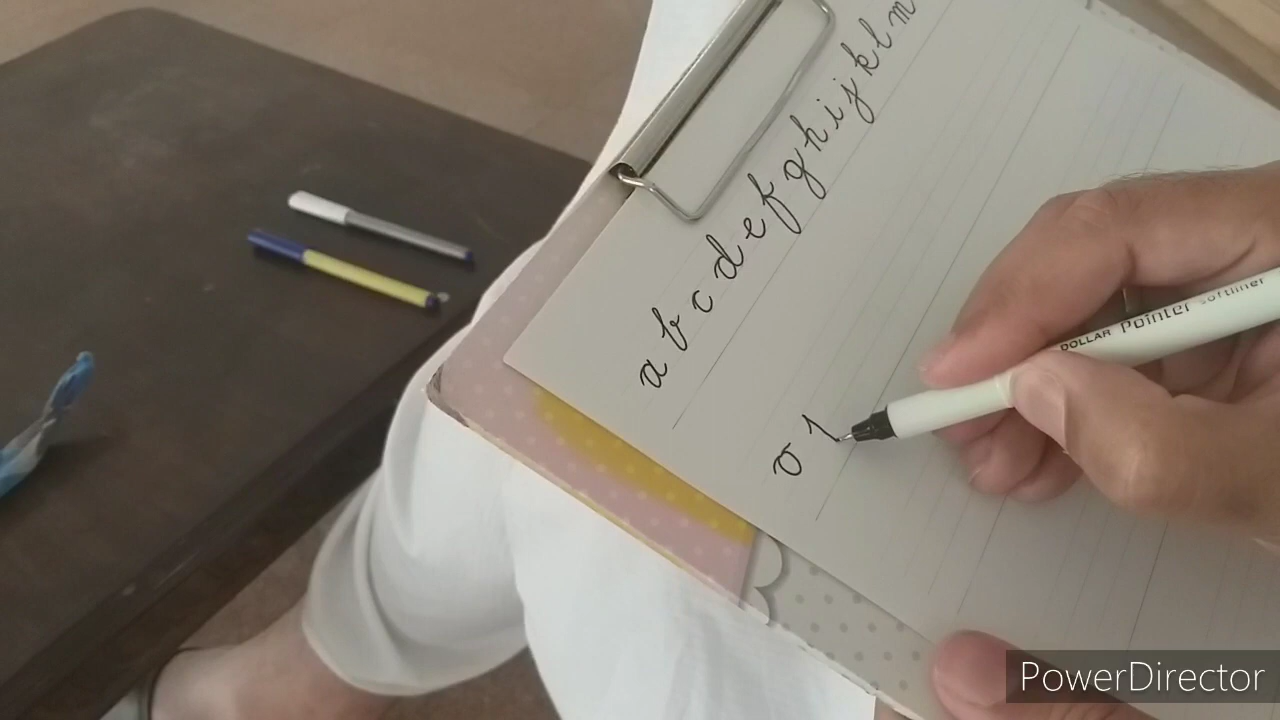 a b c d e f g h i j k l m
o
DOLLAR Pointer softliner
PowerDirector